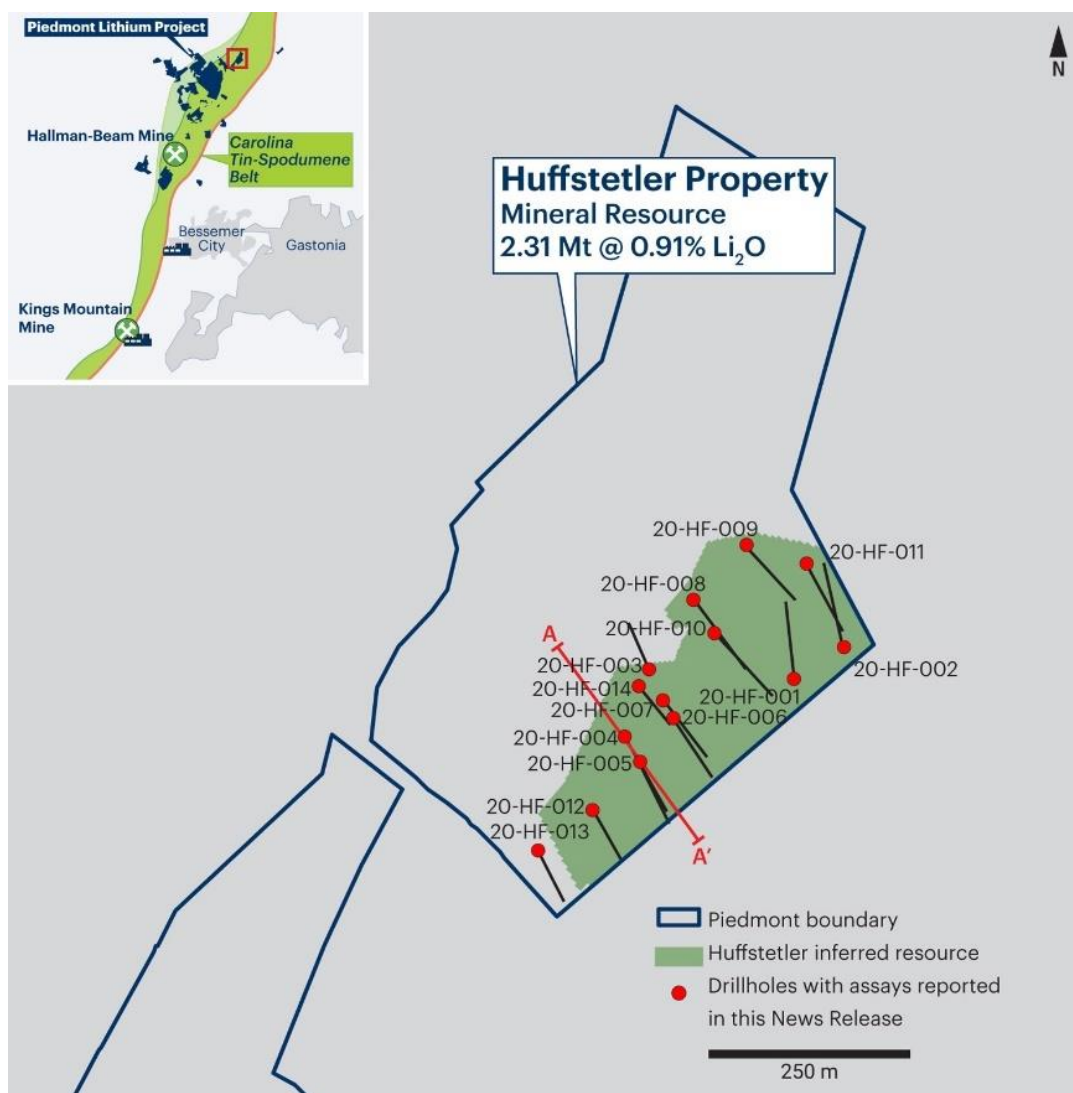 Piedmont Lithium Project
Hallman-Beam Mine
Carolina
Tin-Spodumene
Belt
Bessemer
City
Gastonia
Kings Mountain
Mine
N
Huffstetler Property
Mineral Resource
2.31 Mt @ 0.91% Li₂O
20-HF-009
20-HF-011
20-HF-008
A
20-HF-010
20-HF-003
20-HF-002
20-HF-014
20-HF-001
20-HF-007
20-HF-006
20-HF-004
20-HF-005
20-HF-012
20-HF-013
A'
Piedmont boundary
Huffstetler inferred resource
Drillholes with assays reported
in this News Release
250 m